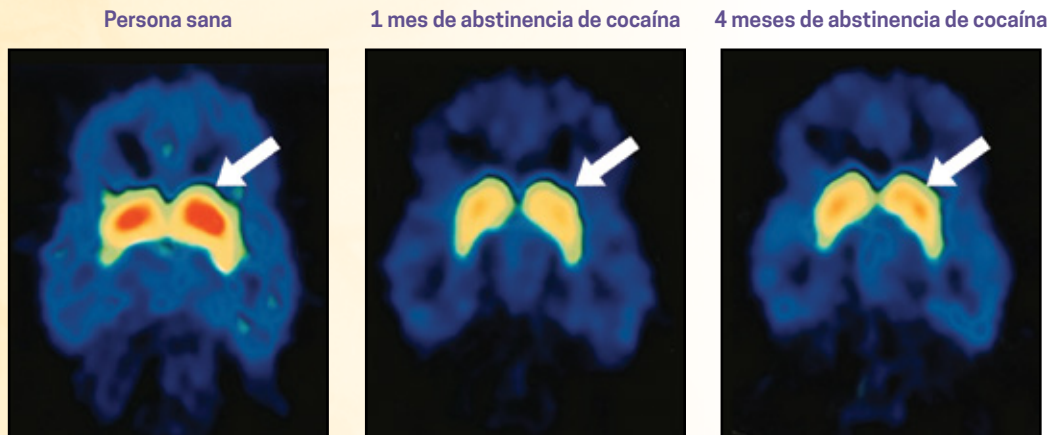 Persona sana
1 mes de abstinencia de cocaína
4 meses de abstinencia de cocaína